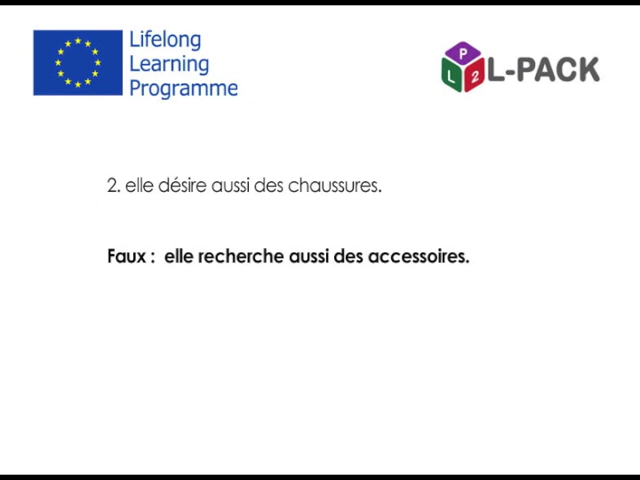 Lifelong
Learning
Programme
P
L
2
L-PACK
2. elle désire aussi des chaussures.
Faux : elle recherche aussi des accessoires.